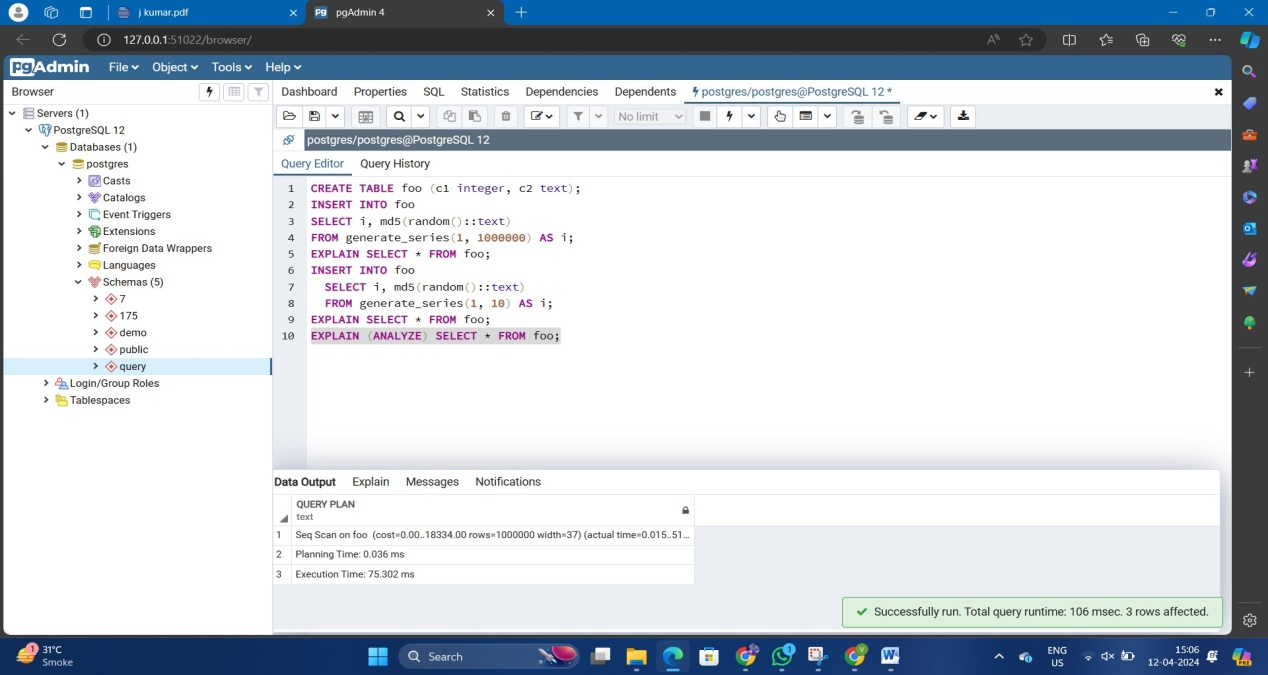 j kumar.pdf
pgAdmin 4
127.0.0.1:51022/browser/
pgAdmin File Object Tools Help
Browser
Dashboard Properties SQL Statistics Dependencies Dependents postgres/postgres@PostgreSQL 12 *
Servers (1)
PostgreSQL 12
Databases (1)
postgres
Casts
Catalogs
Event Triggers
Extensions
Foreign Data Wrappers
Languages
Schemas (5)
7
175
demo
public
query
Login/Group Roles
Tablespaces
No limit
postgres/postgres@PostgreSQL 12
Query Editor Query History
1 CREATE TABLE foo (c1 integer, c2 text);
2 INSERT INTO foo
3 SELECT i, md5(random()::text)
4 FROM generate_series(1, 1000000) AS i;
5 EXPLAIN SELECT * FROM foo;
6 INSERT INTO foo
7 SELECT i, md5(random()::text)
8 FROM generate_series(1, 10) AS i;
9 EXPLAIN SELECT * FROM foo;
10 EXPLAIN (ANALYZE) SELECT * FROM foo;
Data Output Explain Messages Notifications
QUERY PLAN
text
1 Seq Scan on foo (cost=0.00..18334.00 rows=1000000 width=37) (actual time=0.015..51...
2 Planning Time: 0.036 ms
3 Execution Time: 75.302 ms
Successfully run. Total query runtime: 106 msec. 3 rows affected.
1
31°C
Smoke
Search
1
ENG
US
15:06
12-04-2024
PRE